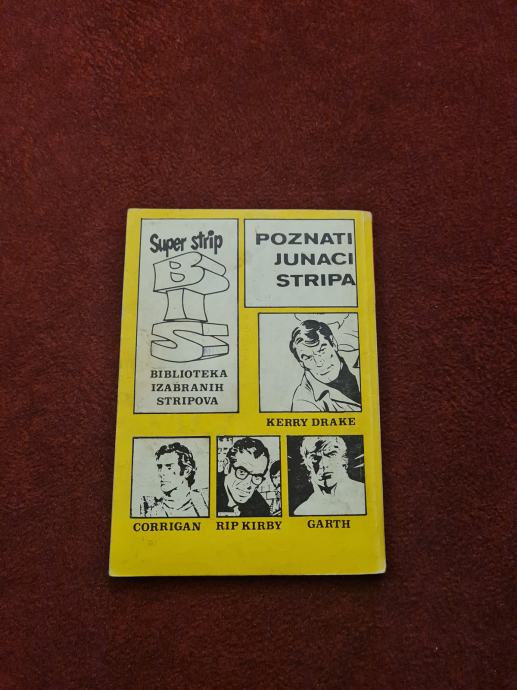 Super strip
BIS
BIBLIOTEKA
IZABRANIH
STRIPOVA
POZNATI
JUNACI
STRIPA
KERRY DRAKE
CORRIGAN
RIP KIRBY
GARTH